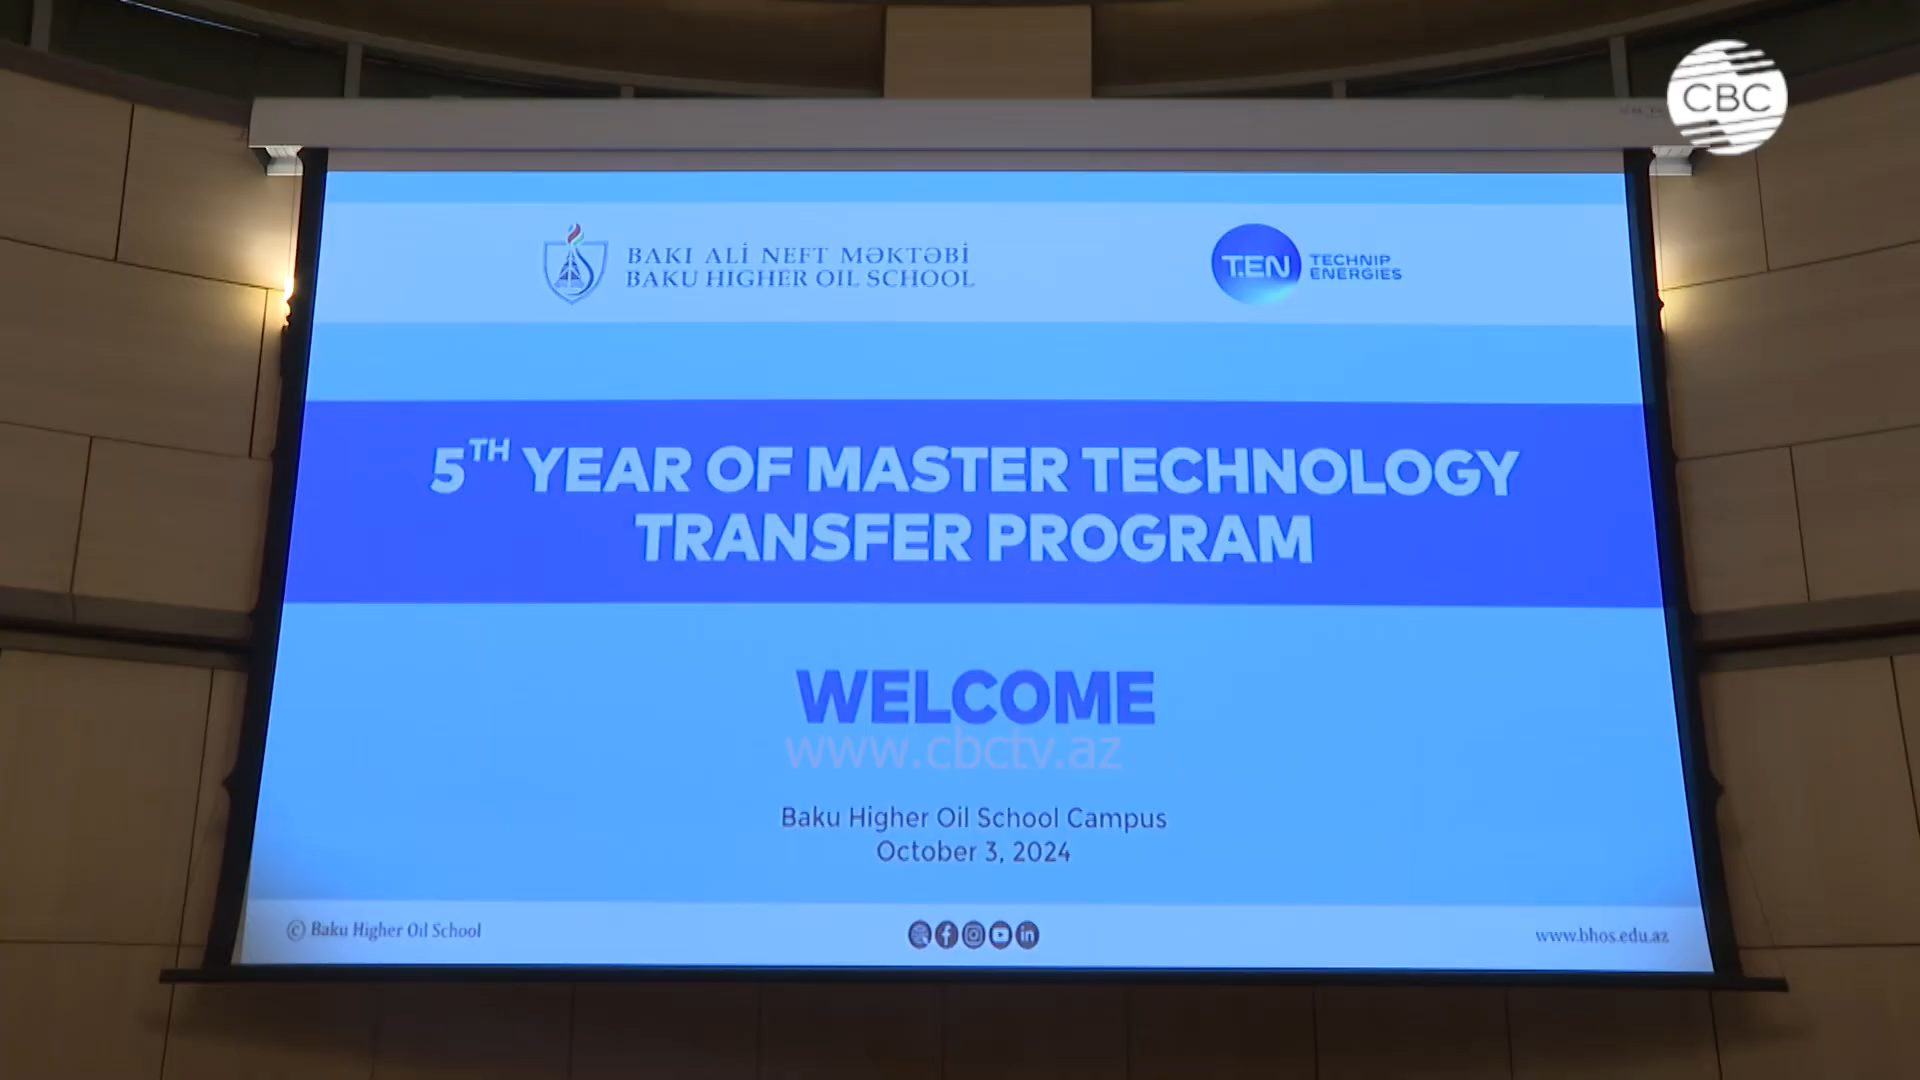 CBC
BAKI ALİ NEFT MƏKTƏBİ
BAKU HIGHER OIL SCHOOL
T.EN
TECHNIP
ENERGIES
5TH YEAR OF MASTER TECHNOLOGY
TRANSFER PROGRAM
WELCOME
www.cbctv.az
Baku Higher Oil School Campus
October 3, 2024
© Baku Higher Oil School
www.bhos.edu.az